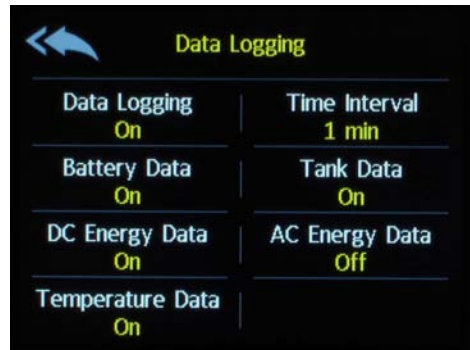 Data Logging
Data Logging
On
Time Interval
1 min
Battery Data
On
Tank Data
On
DC Energy Data
On
AC Energy Data
Off
Temperature Data
On